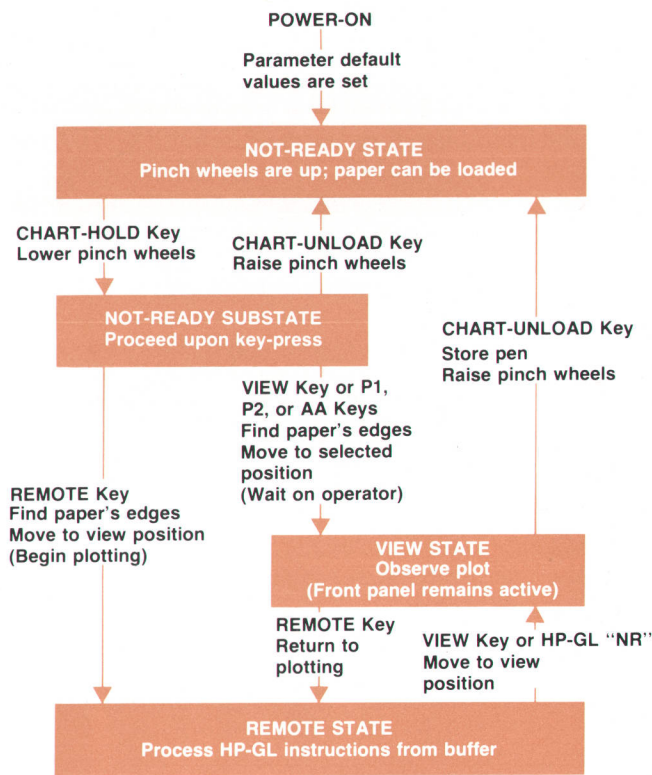 POWER-ON
Parameter default
values are set
NOT-READY STATE
Pinch wheels are up; paper can be loaded
CHART-HOLD Key
Lower pinch wheels
CHART-UNLOAD Key
Raise pinch wheels
NOT-READY SUBSTATE
Proceed upon key-press
CHART-UNLOAD Key
Store pen
Raise pinch wheels
VIEW Key or P1,
P2, or AA Keys
Find paper's edges
Move to selected
position
(Wait on operator)
REMOTE Key
Find paper's edges
Move to view position
(Begin plotting)
VIEW STATE
Observe plot
(Front panel remains active)
REMOTE Key
Return to
plotting
VIEW Key or HP-GL “NR”
Move to view
position
REMOTE STATE
Process HP-GL instructions from buffer